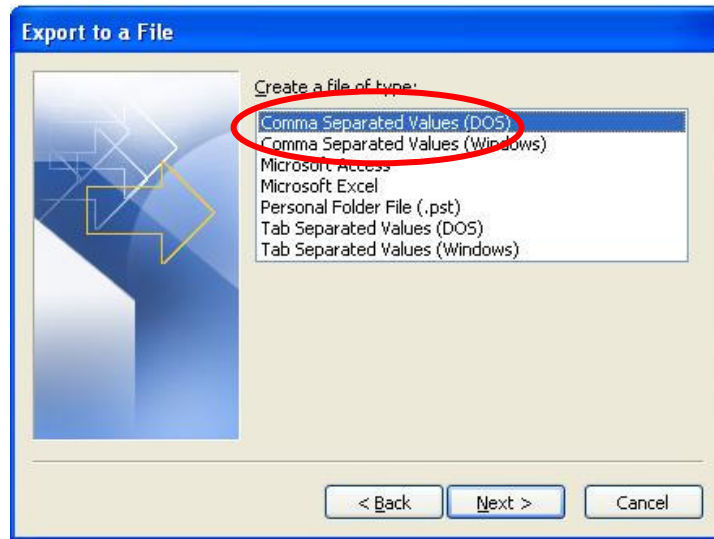 Export to a File
Create a file of type:
Comma Separated Values (DOS)
Comma Separated Values (Windows)
Microsoft Access
Microsoft Excel
Personal Folder File (.pst)
Tab Separated Values (DOS)
Tab Separated Values (Windows)
< Back
Next >
Cancel